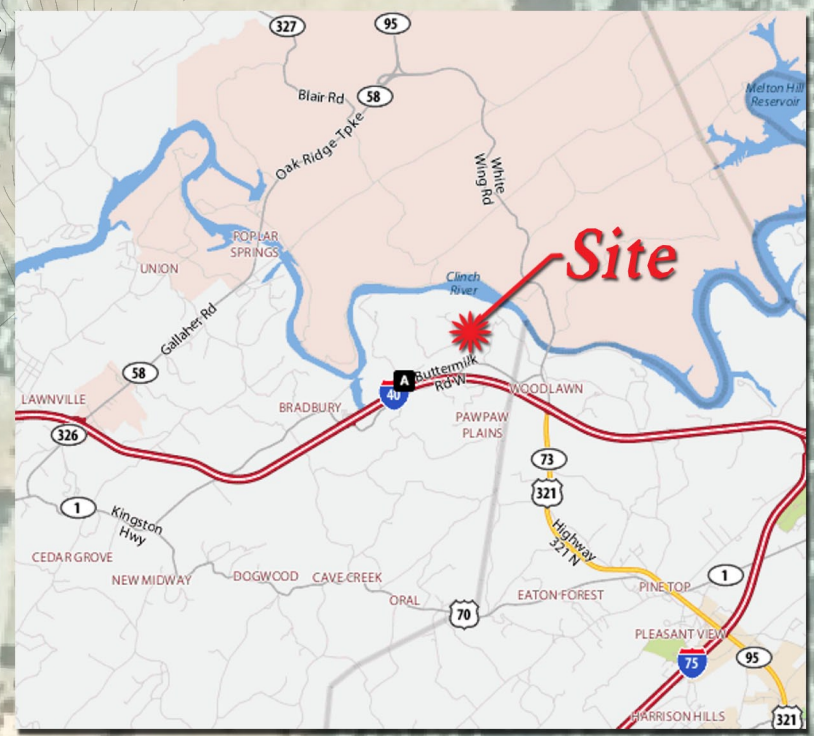 327
95
Blair Rd
58
Oak Ridge Tpke
White
Wing Rd
Melton Hill
Reservoir
POPLAR
SPRINGS
UNION
Clinch
River
Site
Gallaher Rd
58
LAWNVILLE
326
BRADBURY
A
40
Buttermilk
Rd W
WOODLAWN
PAWPAW
PLAINS
73
321
1
Kingston
Hwy
Highway
321 N
CEDAR GROVE
NEW MIDWAY
DOGWOOD
CAVE CREEK
ORAL
70
EATON FOREST
PINE TOP
1
PLEASANT VIEW
75
95
HARRISON HILLS
321